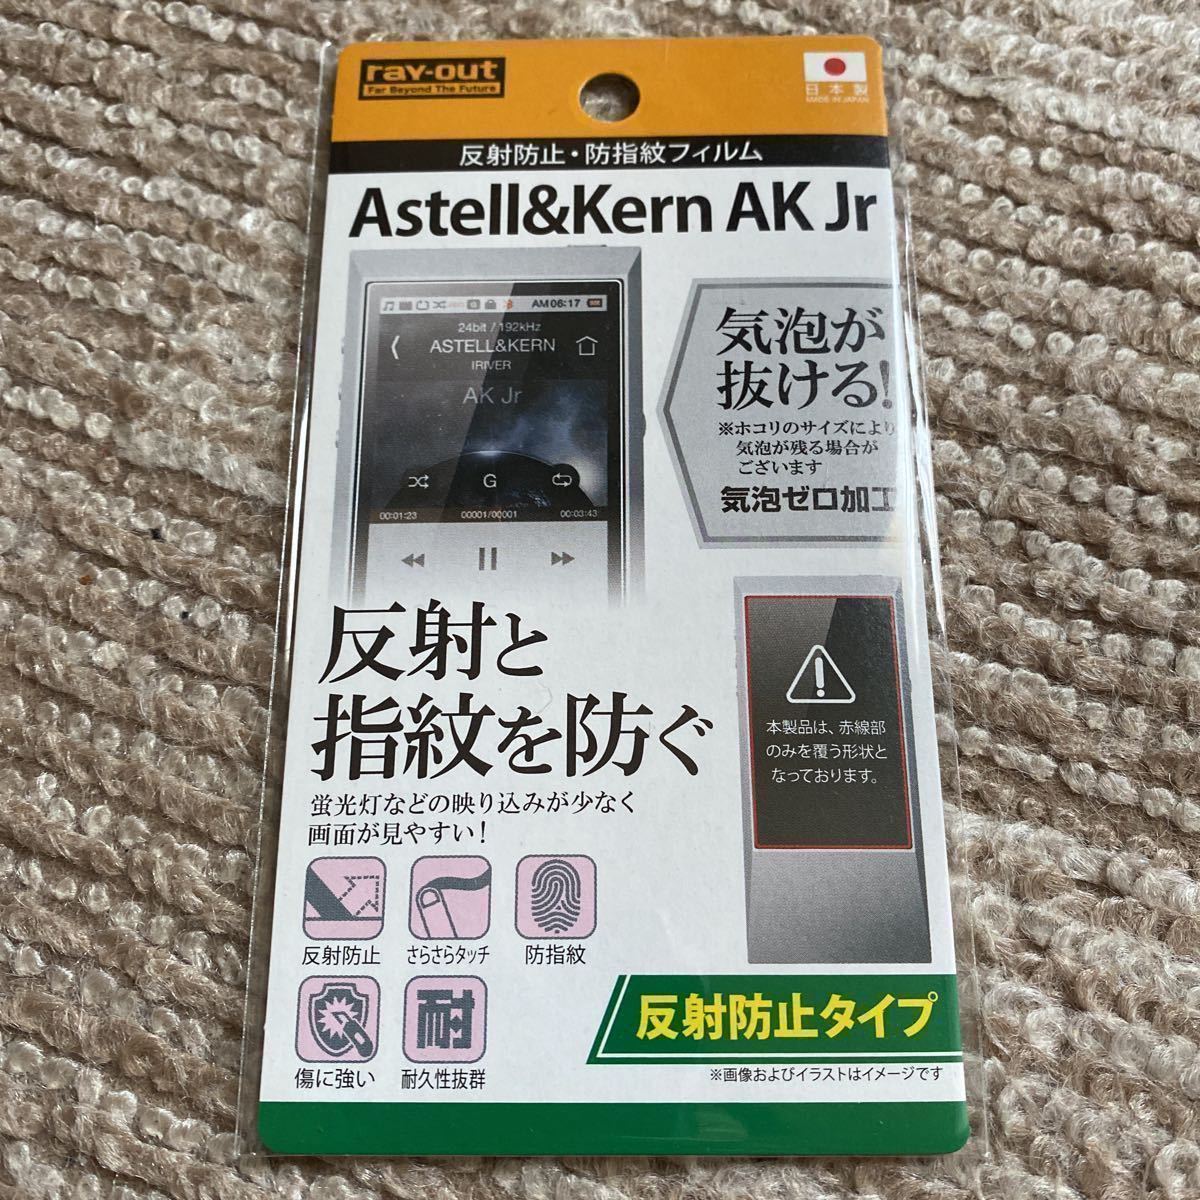 ray-out
Far Beyond The Future
日本製
MADE IN JAPAN
反射防止・防指紋フィルム
Astell&Kern AK Jr
AM06:17
24bit / 192kHz
ASTELL&KERN
IRIVER
AK Jr
G
00:01:23 00001/00001 00:03:43
気泡が
抜ける!
※ホコリのサイズにより
気泡が残る場合が
ございます
気泡ゼロ加工
反射と
指紋を防ぐ
蛍光灯などの映り込みが少なく
画面が見やすい!
本製品は、赤線部
のみを覆う形状と
なっております。
反射防止 さらさらタッチ 防指紋
耐
傷に強い 耐久性抜群
反射防止タイプ
※画像およびイラストはイメージです